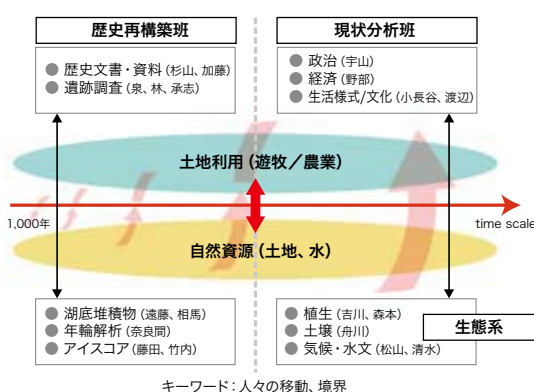 歴史再構築班
現状分析班
● 歴史文書・資料（杉山、加藤）
● 遺跡調査（泉、林、承志）
● 政治（宇山）
● 経済（野部）
● 生活様式/文化（小長谷、渡辺）
土地利用（遊牧／農業）
1,000年
time scale
自然資源（土地、水）
● 湖底堆積物（遠藤、相馬）
● 年輪解析（奈良間）
● アイスコア（藤田、竹内）
● 植生（吉川、森本）
● 土壌（舟川）
● 気候・水文（松山、清水）
生態系
キーワード：人々の移動、境界